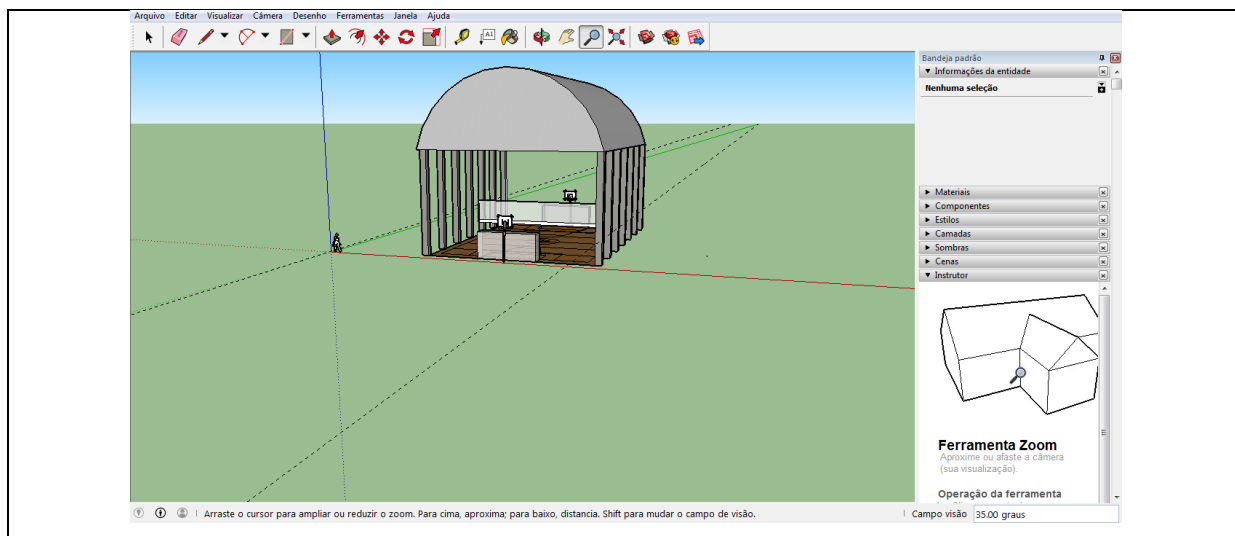 Arquivo Editar Visualizar Câmera Desenho Ferramentas Janela Ajuda
A1
Bandeja padrão
Informações da entidade
Nenhuma seleção
Materiais
Componentes
Estilos
Camadas
Sombras
Cenas
Instrutor
Ferramenta Zoom
Aproxime ou afaste a câmera
(sua visualização).
Operação da ferramenta
Arraste o cursor para ampliar ou reduzir o zoom. Para cima, aproxima; para baixo, distancia. Shift para mudar o campo de visão.
Campo visão 35.00 graus